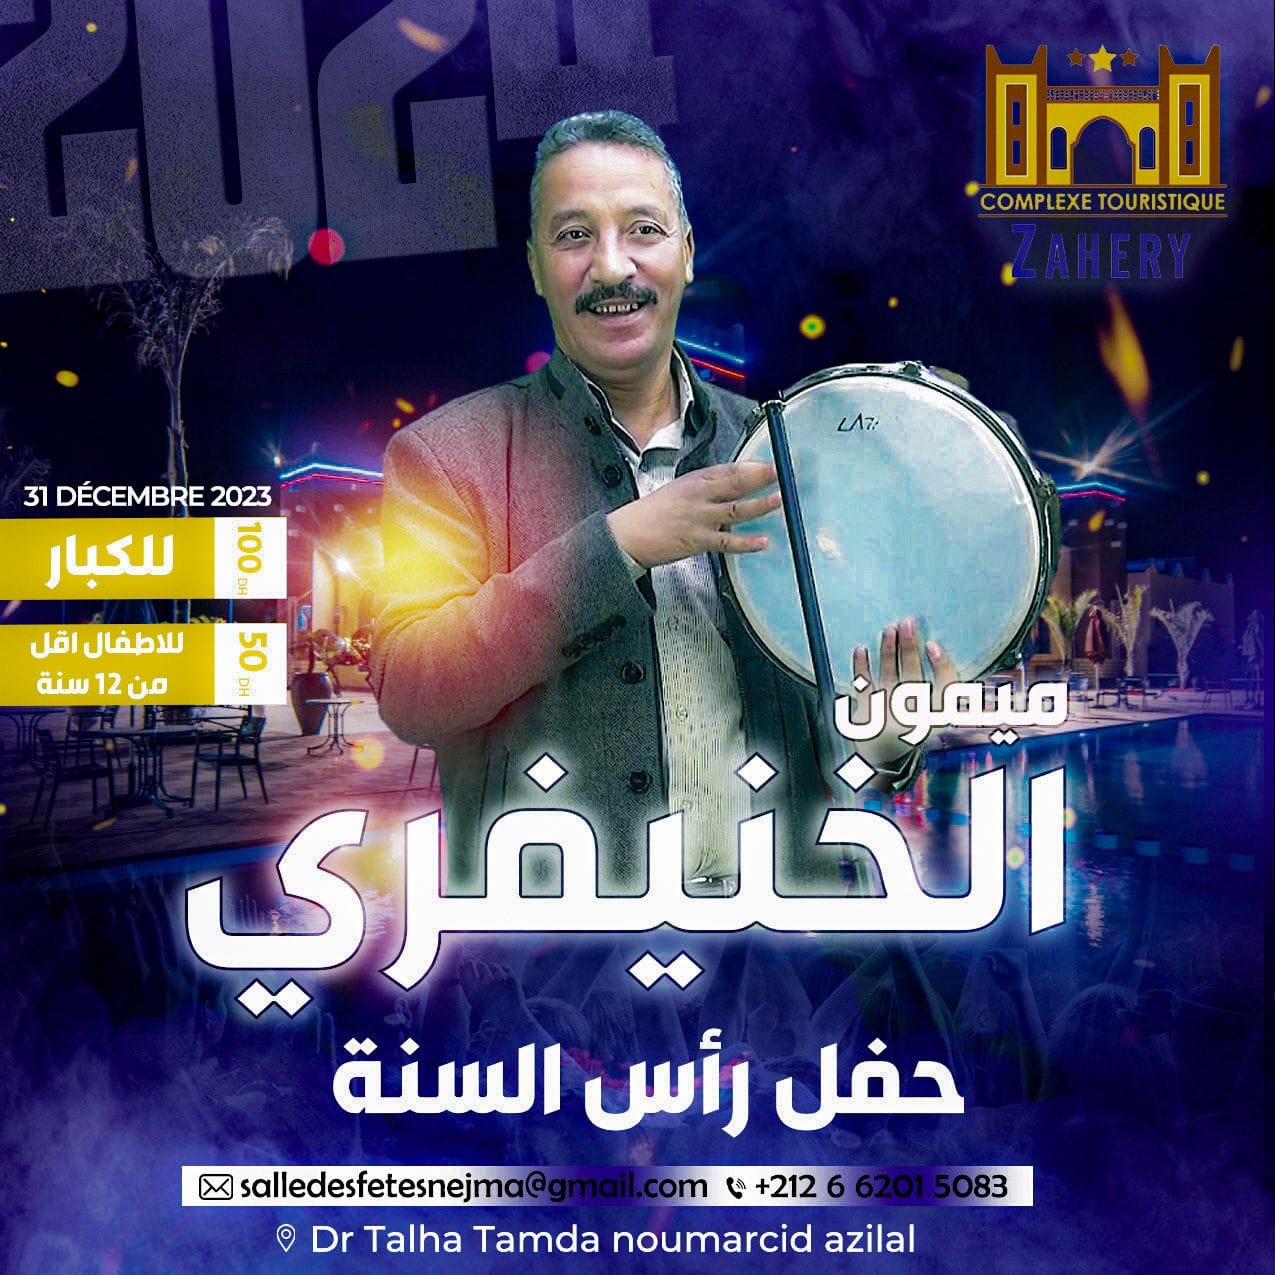 2024
COMPLEXE TOURISTIQUE
ZAHERY
31 DÉCEMBRE 2023
للكبار
100 DH
للاطفال اقل
من 12 سنة
50 DH
ميمون
الخنيفري
حفل رأس السنة
salledesfetesnejma@gmail.com +212 6 6201 5083
Dr Talha Tamda noumarcid azilal